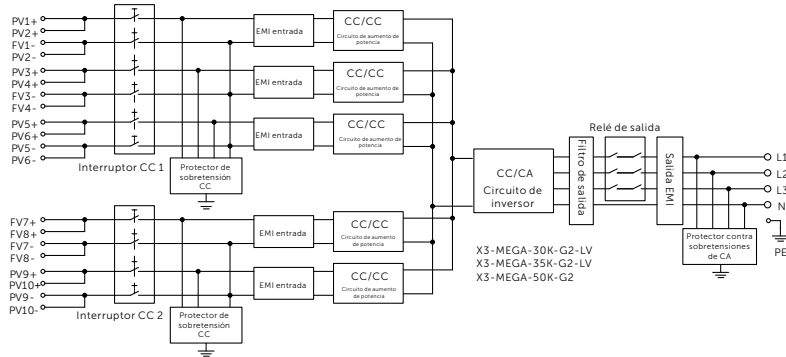 PV1+
PV2+
FV1-
PV2-
PV3+
PV4+
FV3-
FV4-
PV5+
PV6+
PV5-
PV6-
Interruptor CC 1
EMI entrada
CC/CC
Circuito de aumento de
potencia
EMI entrada
CC/CC
Circuito de aumento de
potencia
EMI entrada
CC/CC
Circuito de aumento de
potencia
Protector de
sobretensión
CC
FV7+
FV8+
FV7-
FV8-
PV9+
PV10+
PV9-
PV10-
Interruptor CC 2
EMI entrada
CC/CC
Circuito de aumento
de potencia
EMI entrada
CC/CC
Circuito de aumento
de potencia
Protector de
sobretensión
CC
CC/CA
Circuito de
inversor
Filtro de salida
Relé de salida
Salida EMI
L1
L2
L3
N
PE
Protector contra
sobretensiones
de CA
X3-MEGA-30K-G2-LV
X3-MEGA-35K-G2-LV
X3-MEGA-50K-G2